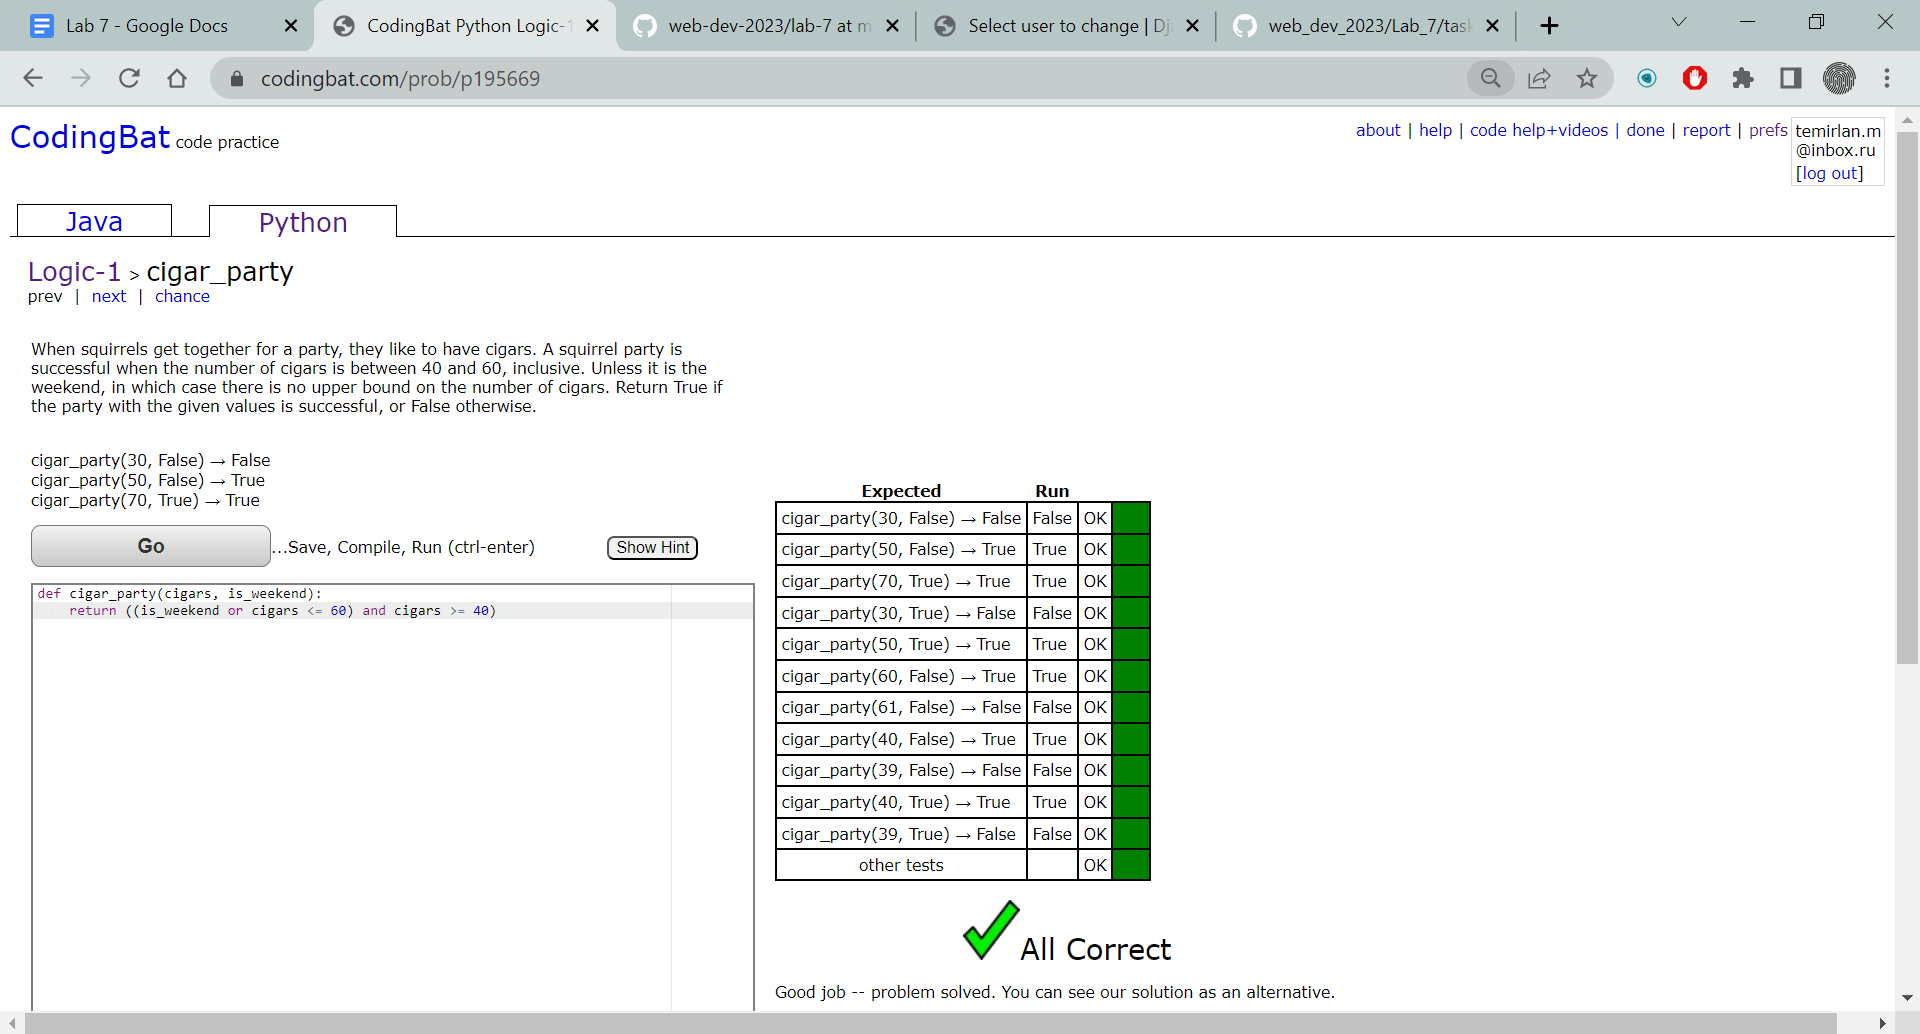 Lab 7 - Google Docs
CodingBat Python Logic-1
web-dev-2023/lab-7 at m
Select user to change | Dja
web_dev_2023/Lab_7/task
codingbat.com/prob/p195669
CodingBat code practice
about | help | code help+videos | done | report | prefs
temirlan.m
@inbox.ru
[log out]
Java
Python
Logic-1 > cigar_party
prev | next | chance
When squirrels get together for a party, they like to have cigars. A squirrel party is
successful when the number of cigars is between 40 and 60, inclusive. Unless it is the
weekend, in which case there is no upper bound on the number of cigars. Return True if
the party with the given values is successful, or False otherwise.
cigar_party(30, False) → False
cigar_party(50, False) → True
cigar_party(70, True) → True
Go
...Save, Compile, Run (ctrl-enter)
Show Hint
def cigar_party(cigars, is_weekend):
    return ((is_weekend or cigars <= 60) and cigars >= 40)
Expected Run
cigar_party(30, False) → False False OK
cigar_party(50, False) → True True OK
cigar_party(70, True) → True True OK
cigar_party(30, True) → False False OK
cigar_party(50, True) → True True OK
cigar_party(60, False) → True True OK
cigar_party(61, False) → False False OK
cigar_party(40, False) → True True OK
cigar_party(39, False) → False False OK
cigar_party(40, True) → True True OK
cigar_party(39, True) → False False OK
other tests OK
All Correct
Good job -- problem solved. You can see our solution as an alternative.